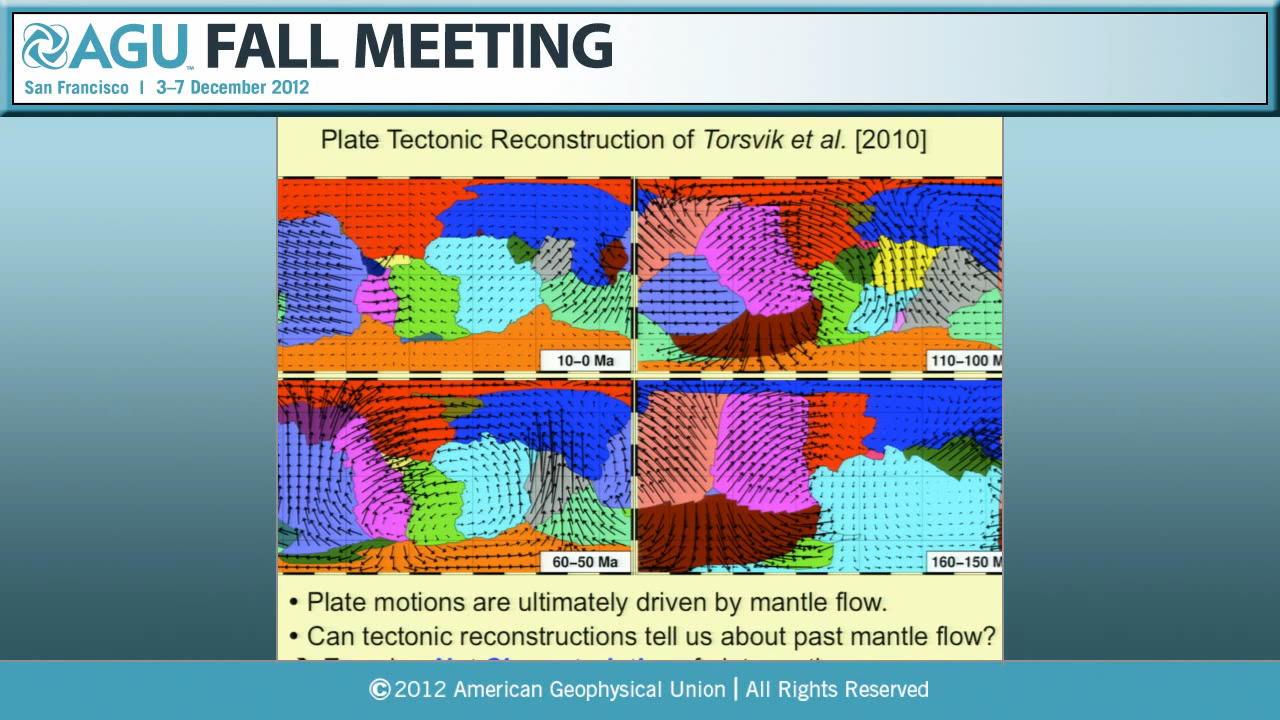 AGU FALL MEETING
San Francisco | 3–7 December 2012
Plate Tectonic Reconstruction of Torsvik et al. [2010]
10–0 Ma
110–100 M
60–50 Ma
160–150 M
• Plate motions are ultimately driven by mantle flow.
• Can tectonic reconstructions tell us about past mantle flow?
© 2012 American Geophysical Union | All Rights Reserved